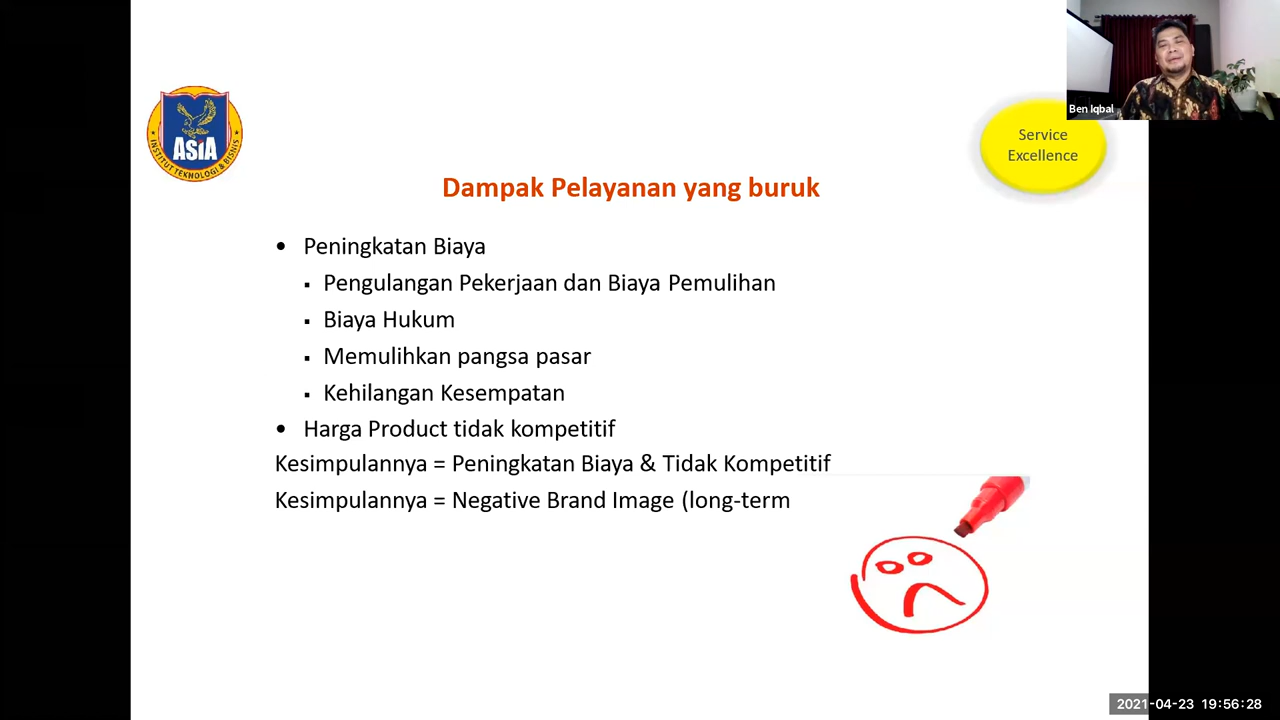 Ben Iqbal
ASIA
INSTITUT TEKNOLOGI & BISNIS
Service
Excellence
Dampak Pelayanan yang buruk
• Peningkatan Biaya
▪ Pengulangan Pekerjaan dan Biaya Pemulihan
▪ Biaya Hukum
▪ Memulihkan pangsa pasar
▪ Kehilangan Kesempatan
• Harga Product tidak kompetitif
Kesimpulannya = Peningkatan Biaya & Tidak Kompetitif
Kesimpulannya = Negative Brand Image (long-term
2021-04-23 19:56:28